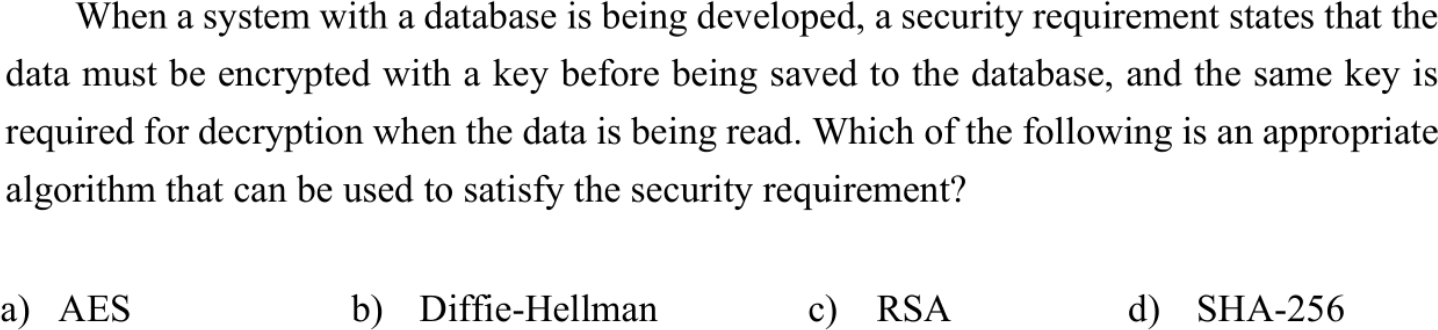 When a system with a database is being developed, a security requirement states that the
data must be encrypted with a key before being saved to the database, and the same key is
required for decryption when the data is being read. Which of the following is an appropriate
algorithm that can be used to satisfy the security requirement?
a) AES b) Diffie-Hellman c) RSA d) SHA-256